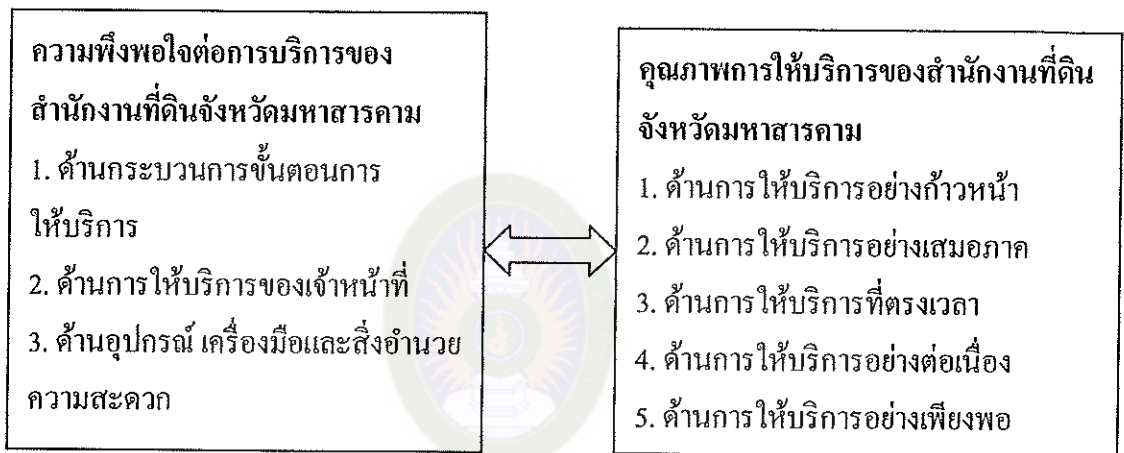 ความพึงพอใจต่อการบริการของ
สำนักงานที่ดินจังหวัดมหาสารคาม
1. ด้านกระบวนการขั้นตอนการ
ให้บริการ
2. ด้านการให้บริการของเจ้าหน้าที่
3. ด้านอุปกรณ์ เครื่องมือและสิ่งอำนวย
ความสะดวก
คุณภาพการให้บริการของสำนักงานที่ดิน
จังหวัดมหาสารคาม
1. ด้านการให้บริการอย่างก้าวหน้า
2. ด้านการให้บริการอย่างเสมอภาค
3. ด้านการให้บริการที่ตรงเวลา
4. ด้านการให้บริการอย่างต่อเนื่อง
5. ด้านการให้บริการอย่างเพียงพอ